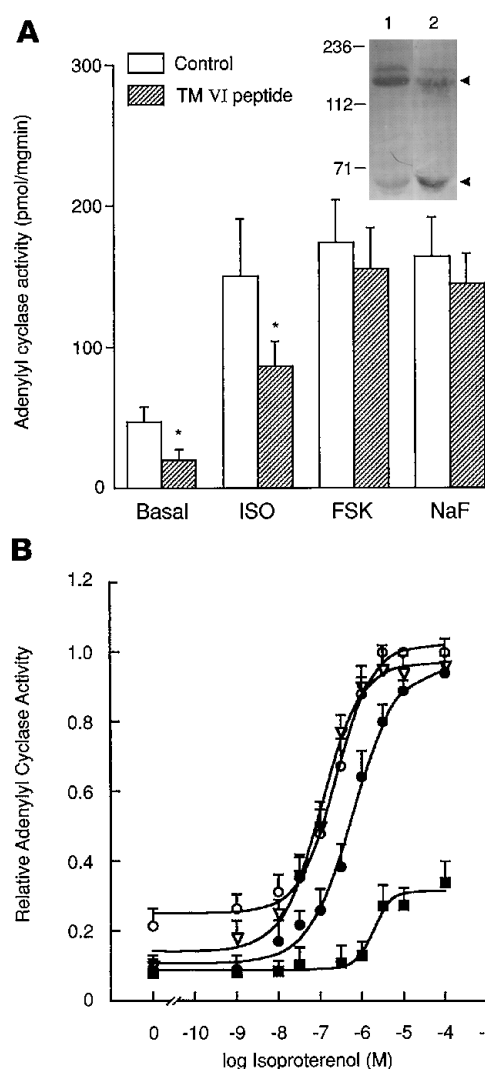 A
1 2
236
Control
TM VI peptide
112
71
300
200
100
0
Adenylyl cyclase activity (pmol/mgmin)
*
*
Basal ISO FSK NaF
B
1.2
1.0
0.8
0.6
0.4
0.2
0
Relative Adenylyl Cyclase Activity
0 -10 -9 -8 -7 -6 -5 -4
log Isoproterenol (M)